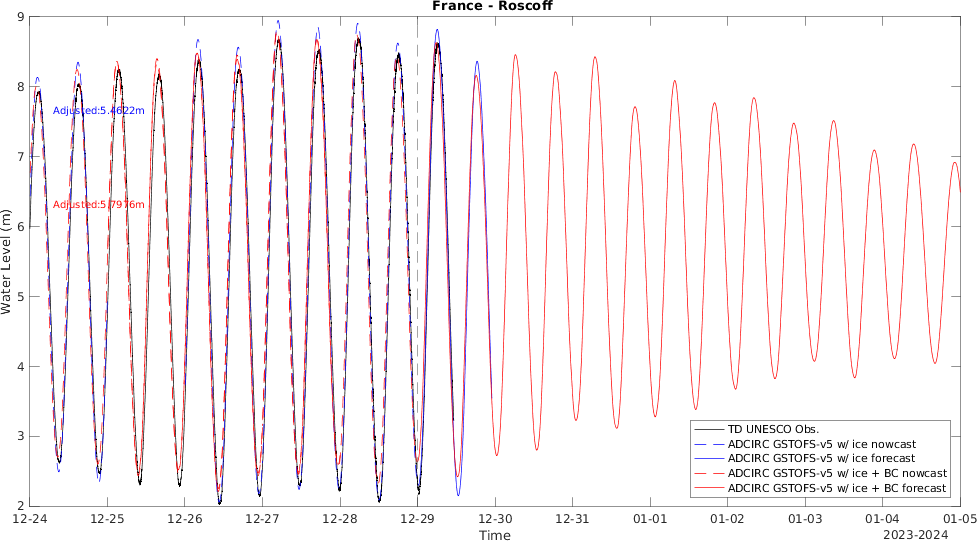 France - Roscoff
9
8
7
6
5
4
3
2
Water Level (m)
Adjusted:5.4622m
Adjusted:5.7976m
TD UNESCO Obs.
ADCIRC GSTOFS-v5 w/ ice nowcast
ADCIRC GSTOFS-v5 w/ ice forecast
ADCIRC GSTOFS-v5 w/ ice + BC nowcast
ADCIRC GSTOFS-v5 w/ ice + BC forecast
12-24 12-25 12-26 12-27 12-28 12-29 12-30 12-31 01-01 01-02 01-03 01-04 01-05
Time
2023-2024